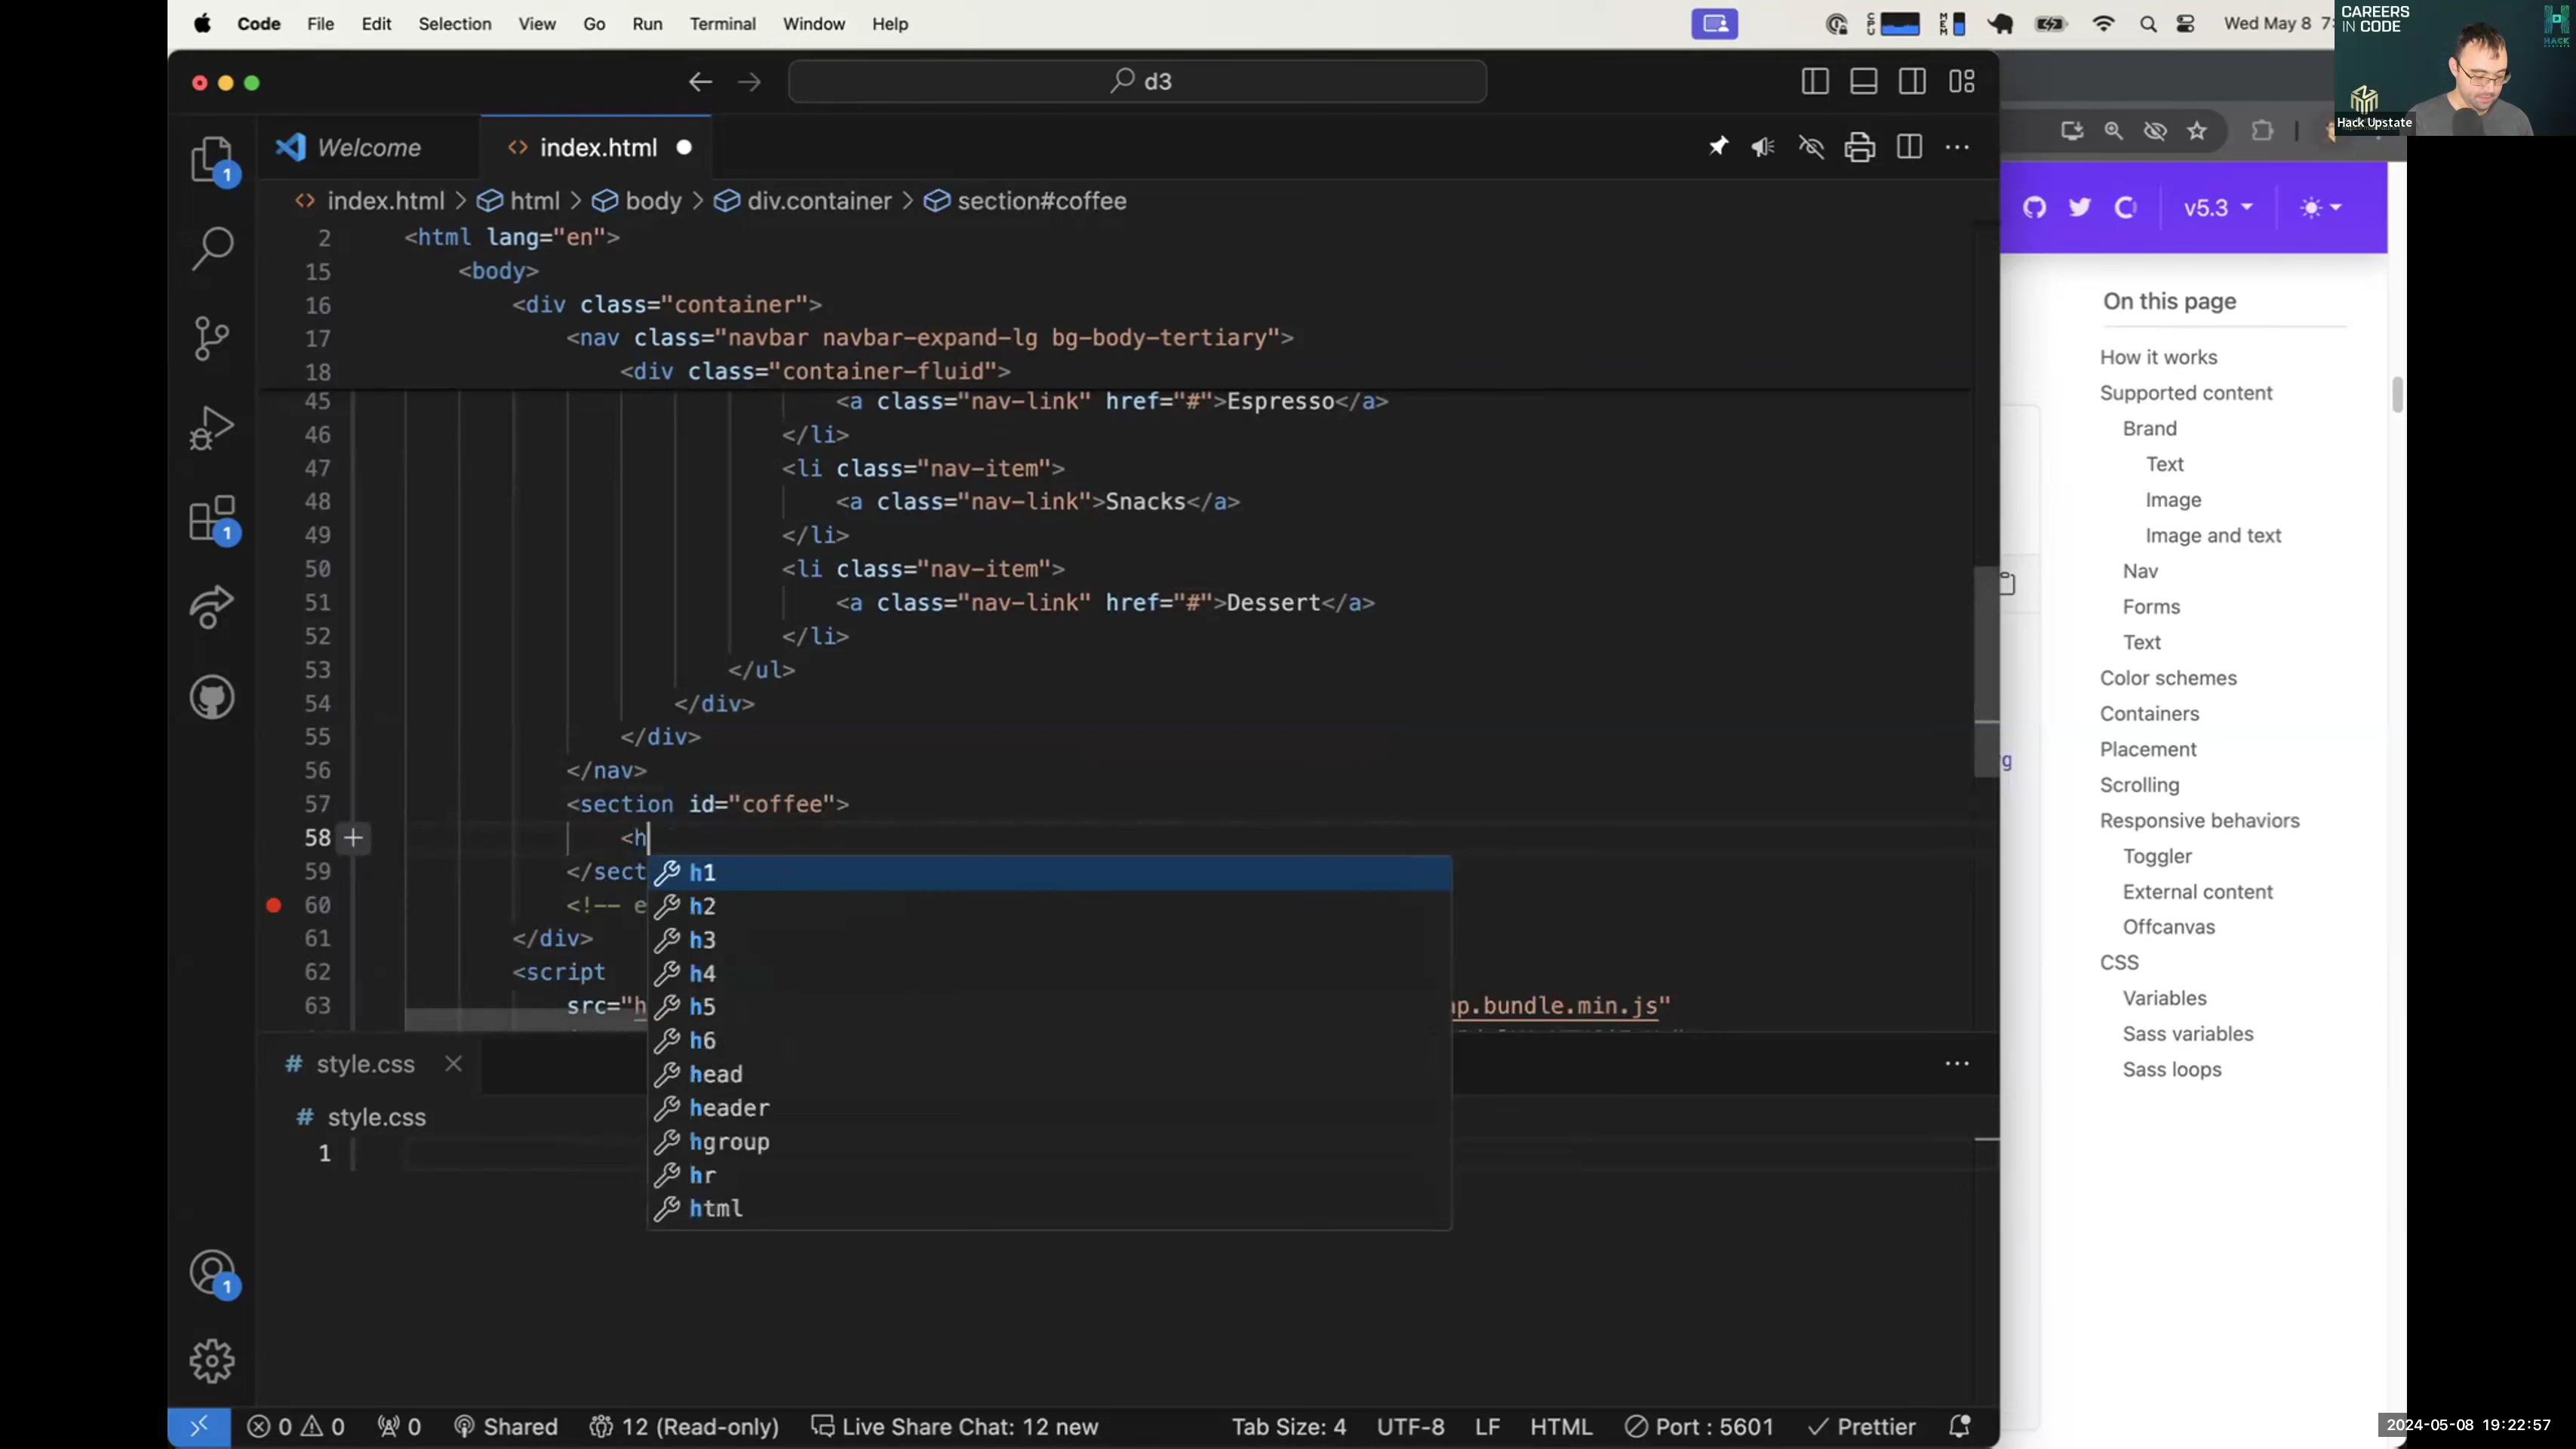 Code File Edit Selection View Go Run Terminal Window Help
CPU MEM Wed May 8 7:
CAREERS
IN CODE
HACK
Hack Upstate
d3
Welcome index.html
index.html > html > body > div.container > section#coffee
2 <html lang="en">
15 <body>
16 <div class="container">
17 <nav class="navbar navbar-expand-lg bg-body-tertiary">
18 <div class="container-fluid">
45 <a class="nav-link" href="#">Espresso</a>
46 </li>
47 <li class="nav-item">
48 <a class="nav-link">Snacks</a>
49 </li>
50 <li class="nav-item">
51 <a class="nav-link" href="#">Dessert</a>
52 </li>
53 </ul>
54 </div>
55 </div>
56 </nav>
57 <section id="coffee">
58 <h
59 </sect
60 <!-- e
61 </div>
62 <script
63 src="h ap.bundle.min.js"
h1
h2
h3
h4
h5
h6
head
header
hgroup
hr
html
# style.css
# style.css
1
1
1
1
0 0 0 Shared 12 (Read-only) Live Share Chat: 12 new Tab Size: 4 UTF-8 LF HTML Port : 5601 Prettier
v5.3
On this page
How it works
Supported content
Brand
Text
Image
Image and text
Nav
Forms
Text
Color schemes
Containers
Placement
Scrolling
Responsive behaviors
Toggler
External content
Offcanvas
CSS
Variables
Sass variables
Sass loops
rg
2024-05-08 19:22:57